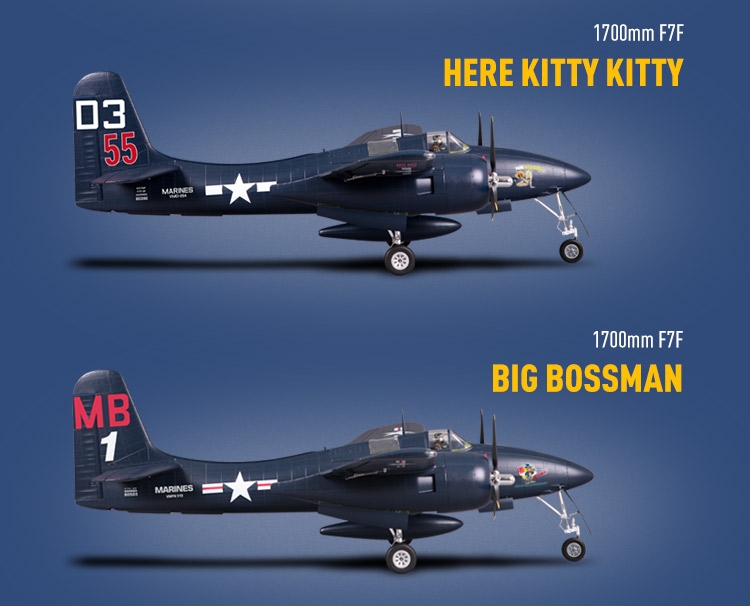 1700mm F7F
HERE KITTY KITTY
D3
55
MARINES
1700mm F7F
BIG BOSSMAN
MB
1
MARINES